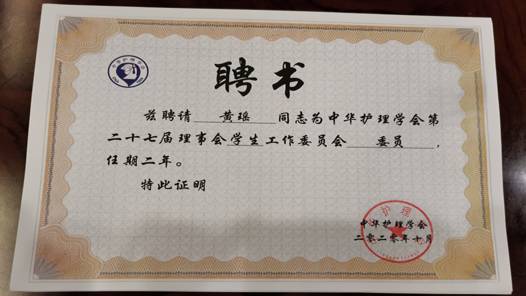 聘书
兹聘请 黄瑶 同志为中华护理学会第
二十七届理事会学生工作委员会 委员 ,
任期二年。
特此证明
中华护理学会
二零二零年十月